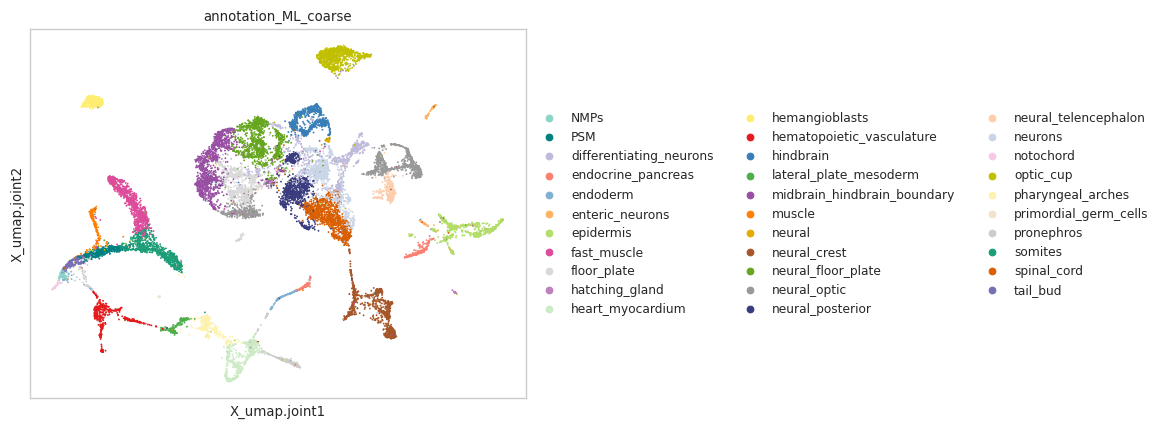 annotation_ML_coarse
X_umap.joint2
X_umap.joint1
NMPs
PSM
differentiating_neurons
endocrine_pancreas
endoderm
enteric_neurons
epidermis
fast_muscle
floor_plate
hatching_gland
heart_myocardium
hemangioblasts
hematopoietic_vasculature
hindbrain
lateral_plate_mesoderm
midbrain_hindbrain_boundary
muscle
neural
neural_crest
neural_floor_plate
neural_optic
neural_posterior
neural_telencephalon
neurons
notochord
optic_cup
pharyngeal_arches
primordial_germ_cells
pronephros
somites
spinal_cord
tail_bud